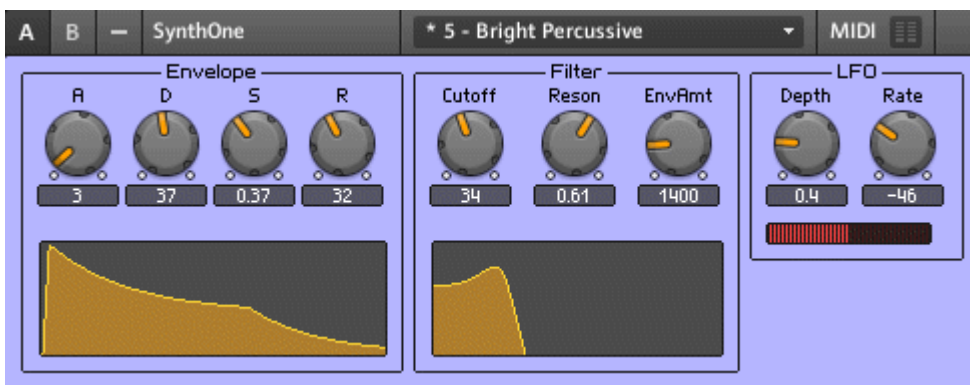 A B – SynthOne * 5 - Bright Percussive MIDI
Envelope
A D S R
3 37 0.37 32
Filter
Cutoff Reson EnvAmt
34 0.61 1400
LFO
Depth Rate
0.4 -46